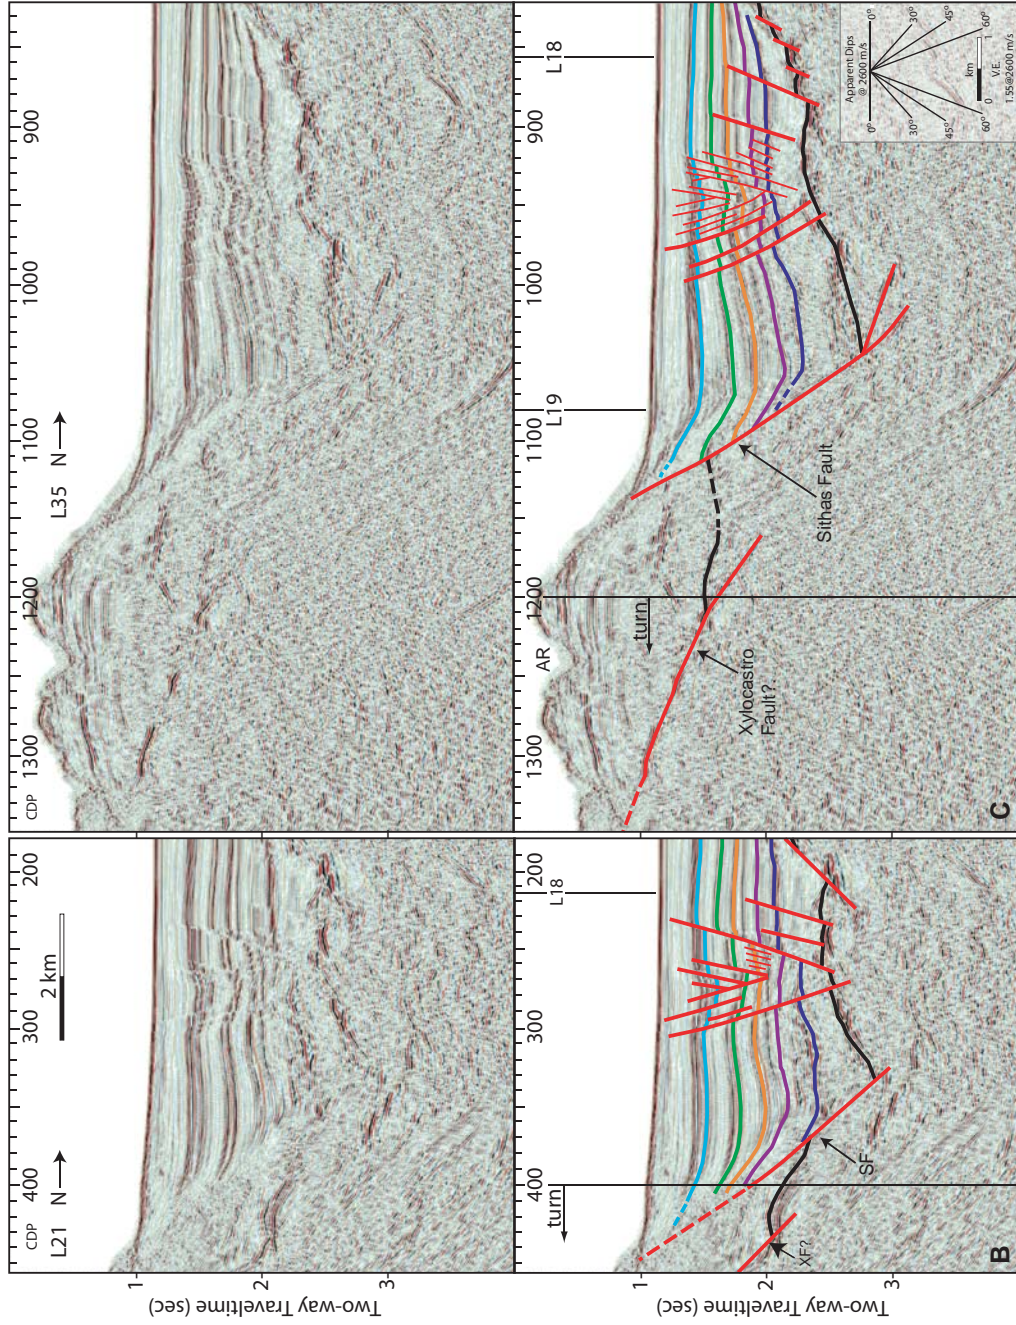 CDP 400 300 200
L21 N
2 km
CDP 1300 1200 1100 1000 900
L35 N
Two-way Traveltime (sec)
1
2
3
turn
400 300 200
L18
XF?
SF
B
1300 1200 1100 1000 900
AR
turn
L19
L18
Xylocastro
Fault?
Sithas Fault
C
Apparent Dips
@ 2600 m/s
0° 0°
30° 30°
45° 45°
60° 60°
km
0 1
V.E.
1.55@2600 m/s
Two-way Traveltime (sec)
1
2
3